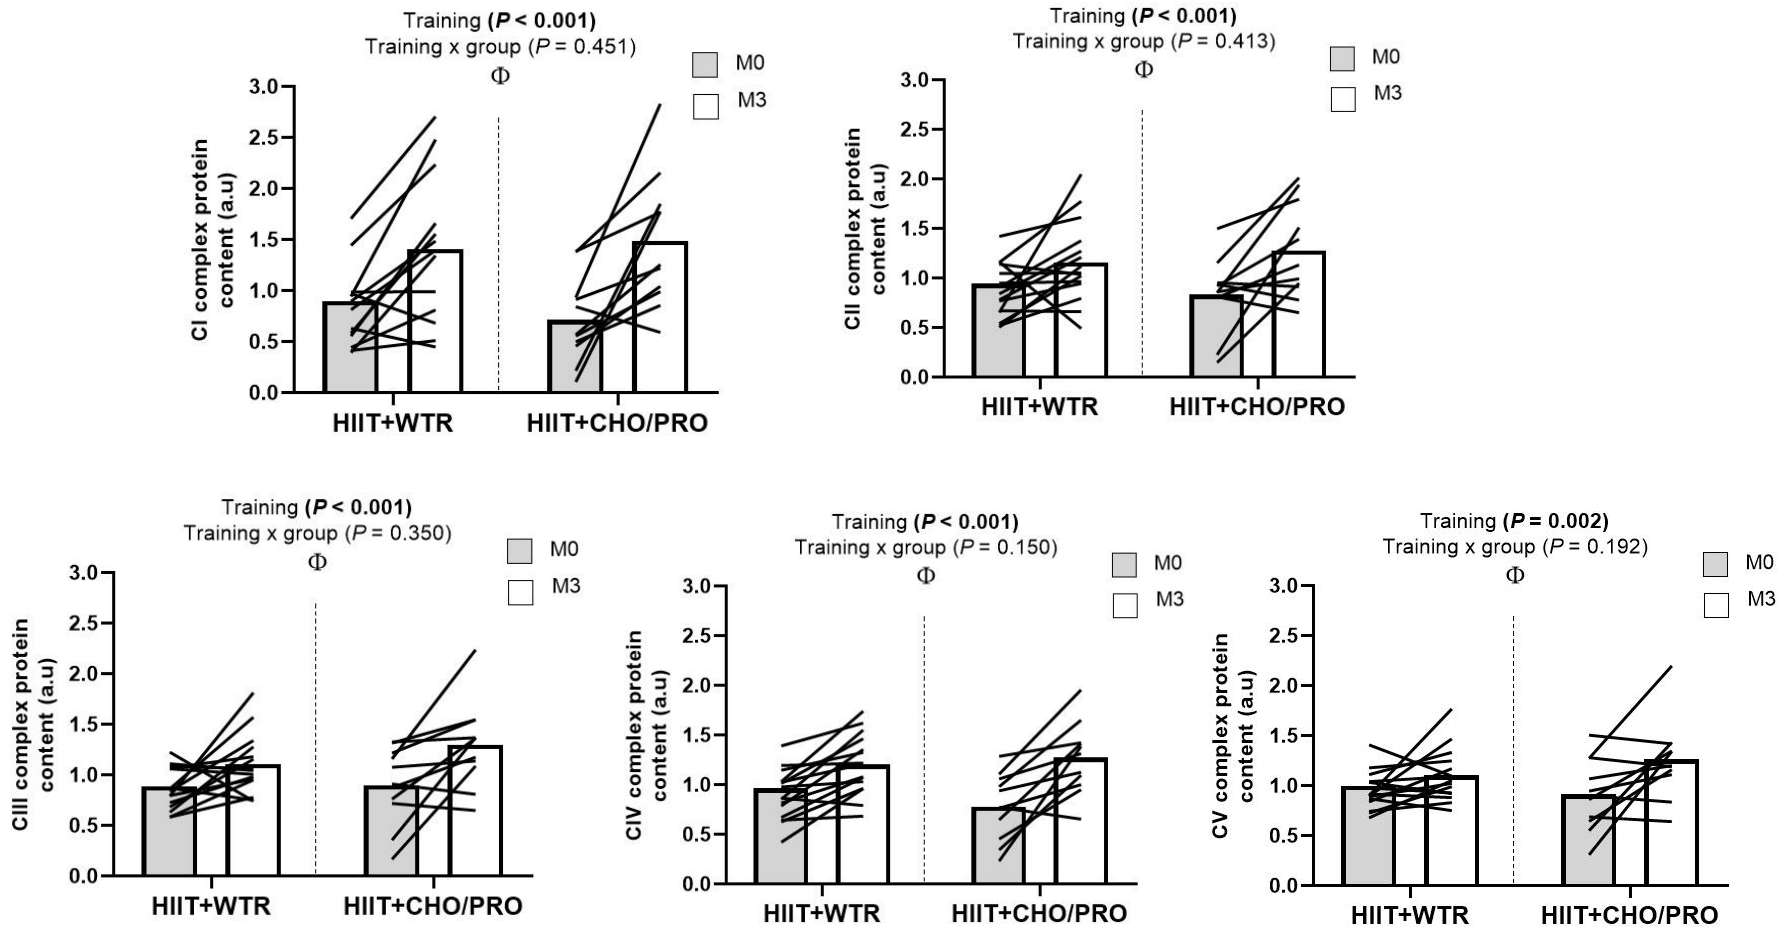 Training (P < 0.001)
Training x group (P = 0.451)
Φ
M0
M3
CI complex protein
content (a.u)
3.0
2.5
2.0
1.5
1.0
0.5
0.0
HIIT+WTR
HIIT+CHO/PRO
Training (P < 0.001)
Training x group (P = 0.413)
Φ
M0
M3
CII complex protein
content (a.u)
3.0
2.5
2.0
1.5
1.0
0.5
0.0
HIIT+WTR
HIIT+CHO/PRO
Training (P < 0.001)
Training x group (P = 0.350)
Φ
M0
M3
CIII complex protein
content (a.u)
3.0
2.5
2.0
1.5
1.0
0.5
0.0
HIIT+WTR
HIIT+CHO/PRO
Training (P < 0.001)
Training x group (P = 0.150)
Φ
M0
M3
CIV complex protein
content (a.u)
3.0
2.5
2.0
1.5
1.0
0.5
0.0
HIIT+WTR
HIIT+CHO/PRO
Training (P = 0.002)
Training x group (P = 0.192)
Φ
M0
M3
CV complex protein
content (a.u)
3.0
2.5
2.0
1.5
1.0
0.5
0.0
HIIT+WTR
HIIT+CHO/PRO